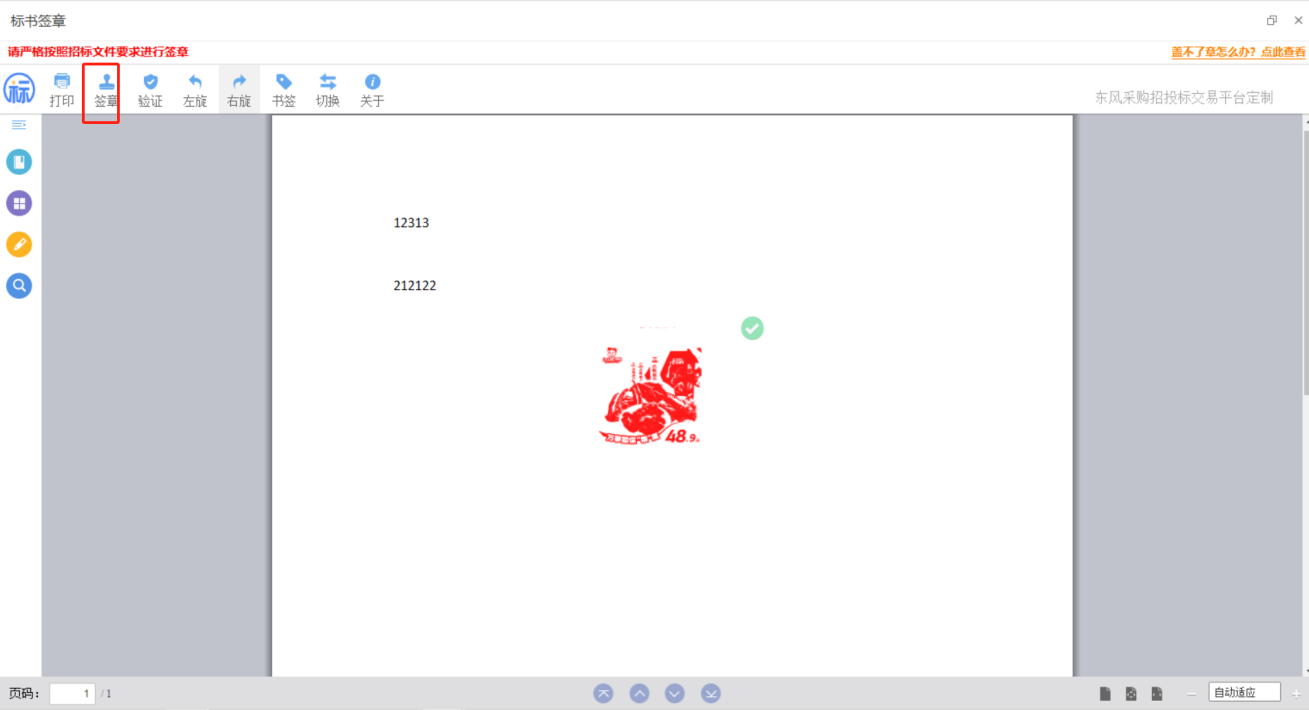 标书签章
请严格按照招标文件要求进行签章
盖不了章怎么办？点此查看
标
打印 签章 验证 左旋 右旋 书签 切换 关于
东风采购招投标交易平台定制
12313
212122
48.9
页码： 1 / 1
自动适应